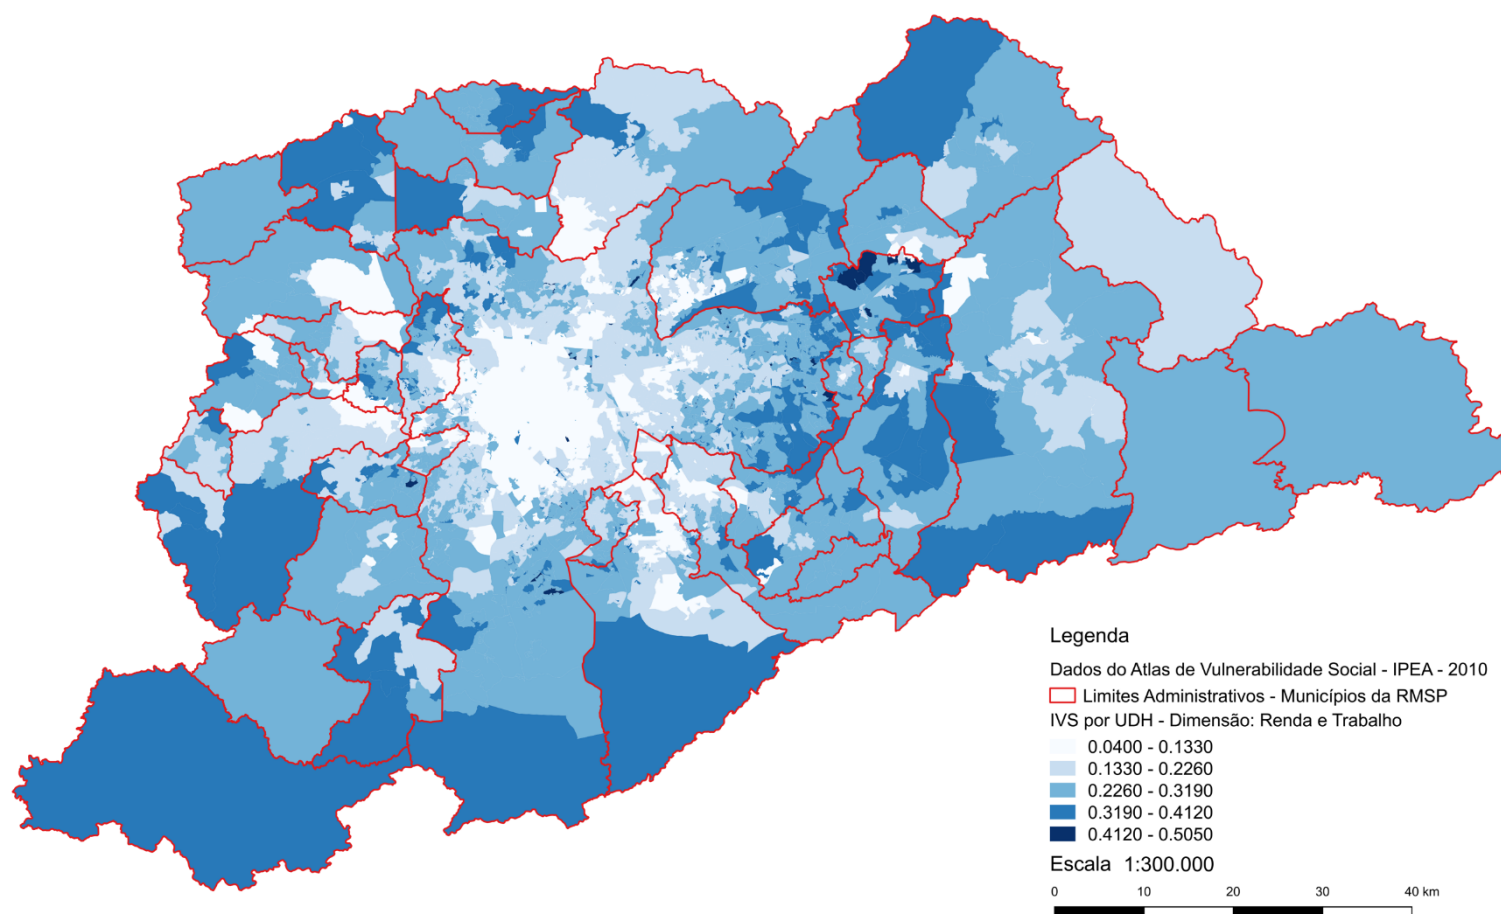 Legenda
Dados do Atlas de Vulnerabilidade Social - IPEA - 2010
Limites Administrativos - Municípios da RMSP
IVS por UDH - Dimensão: Renda e Trabalho
0.0400 - 0.1330
0.1330 - 0.2260
0.2260 - 0.3190
0.3190 - 0.4120
0.4120 - 0.5050
Escala 1:300.000
0 10 20 30 40 km